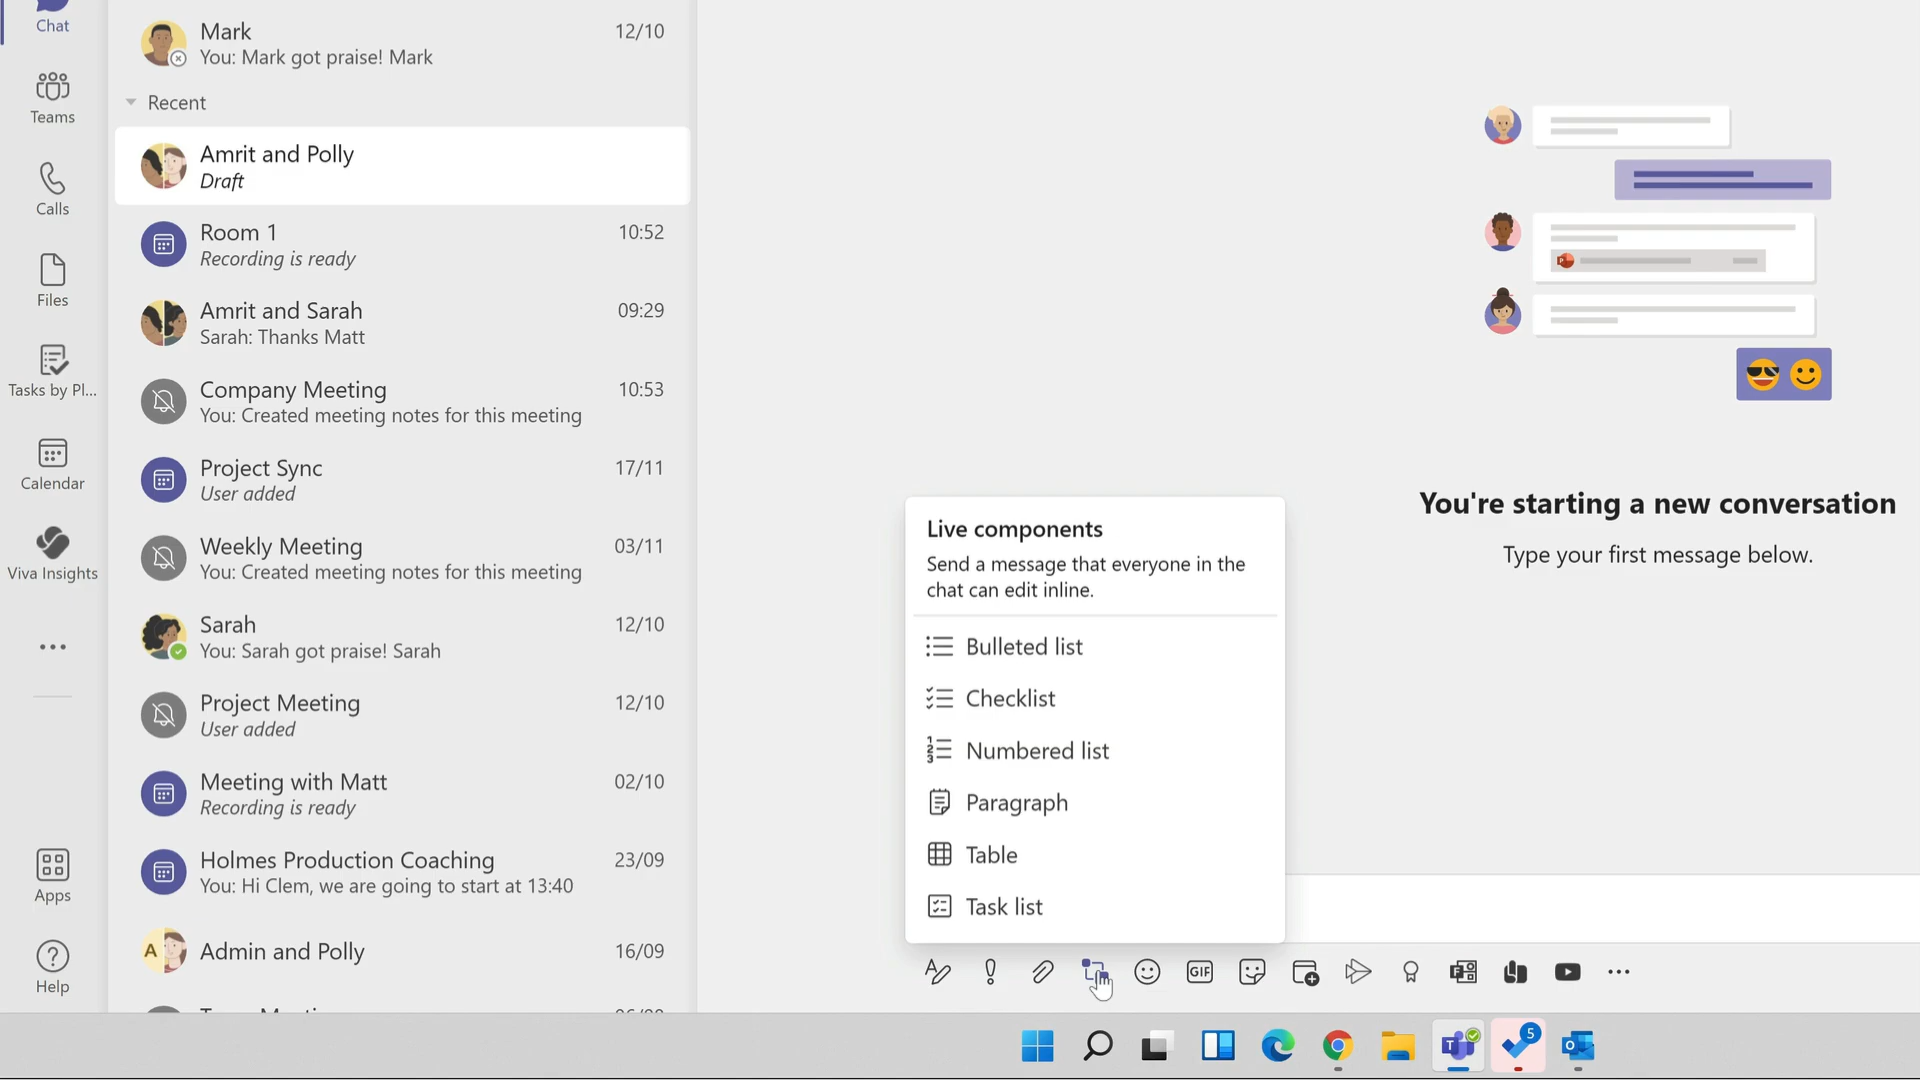 Chat
Teams
Calls
Files
Tasks by Pl...
Calendar
Viva Insights
Apps
Help
Mark
12/10
You: Mark got praise! Mark
Recent
Amrit and Polly
Draft
Room 1
10:52
Recording is ready
Amrit and Sarah
09:29
Sarah: Thanks Matt
Company Meeting
10:53
You: Created meeting notes for this meeting
Project Sync
17/11
User added
Weekly Meeting
03/11
You: Created meeting notes for this meeting
Sarah
12/10
You: Sarah got praise! Sarah
Project Meeting
12/10
User added
Meeting with Matt
02/10
Recording is ready
Holmes Production Coaching
23/09
You: Hi Clem, we are going to start at 13:40
A
Admin and Polly
16/09
You're starting a new conversation
Type your first message below.
Live components
Send a message that everyone in the
chat can edit inline.
Bulleted list
Checklist
Numbered list
Paragraph
Table
Task list
GIF
5